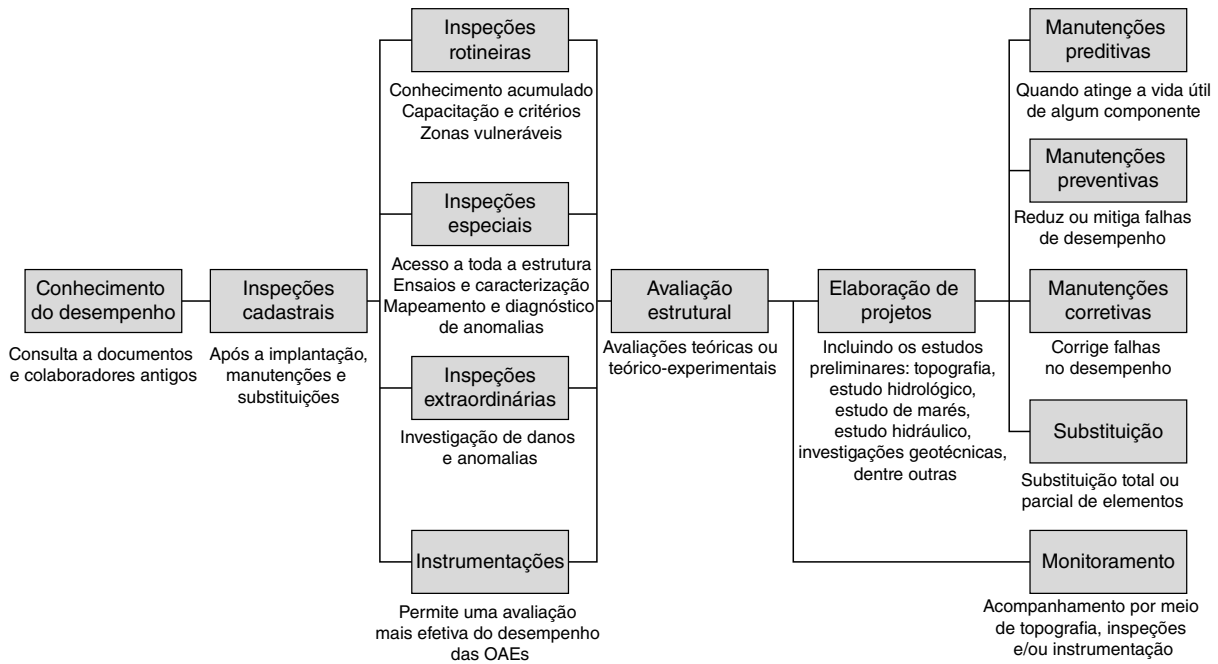 Conhecimento
do desempenho
Consulta a documentos
e colaboradores antigos
Inspeções
cadastrais
Após a implantação,
manutenções e
substituições
Inspeções
rotineiras
Conhecimento acumulado
Capacitação e critérios
Zonas vulneráveis
Inspeções
especiais
Acesso a toda a estrutura
Ensaios e caracterização
Mapeamento e diagnóstico
de anomalias
Inspeções
extraordinárias
Investigação de danos
e anomalias
Instrumentações
Permite uma avaliação
mais efetiva do desempenho
das OAEs
Avaliação
estrutural
Avaliações teóricas ou
teórico-experimentais
Elaboração de
projetos
Incluindo os estudos
preliminares: topografia,
estudo hidrológico,
estudo de marés,
estudo hidráulico,
investigações geotécnicas,
dentre outras
Manutenções
preditivas
Quando atinge a vida útil
de algum componente
Manutenções
preventivas
Reduz ou mitiga falhas
de desempenho
Manutenções
corretivas
Corrige falhas
no desempenho
Substituição
Substituição total ou
parcial de elementos
Monitoramento
Acompanhamento por meio
de topografia, inspeções
e/ou instrumentação